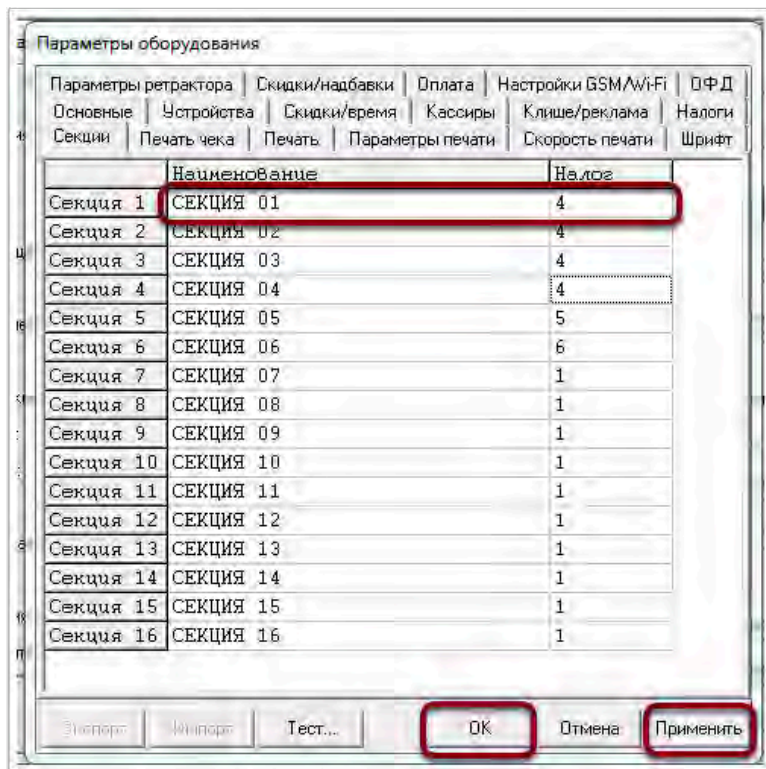 Параметры оборудования
Параметры ретрактора Скидки/надбавки Оплата Настройки GSM/Wi-Fi ОФД
Основные Устройства Скидки/время Кассиры Клише/реклама Налоги
Секции Печать чека Печать Параметры печати Скорость печати Шрифт
Наименование Налог
Секция 1 СЕКЦИЯ 01 4
Секция 2 СЕКЦИЯ 02 4
Секция 3 СЕКЦИЯ 03 4
Секция 4 СЕКЦИЯ 04 4
Секция 5 СЕКЦИЯ 05 5
Секция 6 СЕКЦИЯ 06 6
Секция 7 СЕКЦИЯ 07 1
Секция 8 СЕКЦИЯ 08 1
Секция 9 СЕКЦИЯ 09 1
Секция 10 СЕКЦИЯ 10 1
Секция 11 СЕКЦИЯ 11 1
Секция 12 СЕКЦИЯ 12 1
Секция 13 СЕКЦИЯ 13 1
Секция 14 СЕКЦИЯ 14 1
Секция 15 СЕКЦИЯ 15 1
Секция 16 СЕКЦИЯ 16 1
Экспорт Импорт Тест... OK Отмена Применить